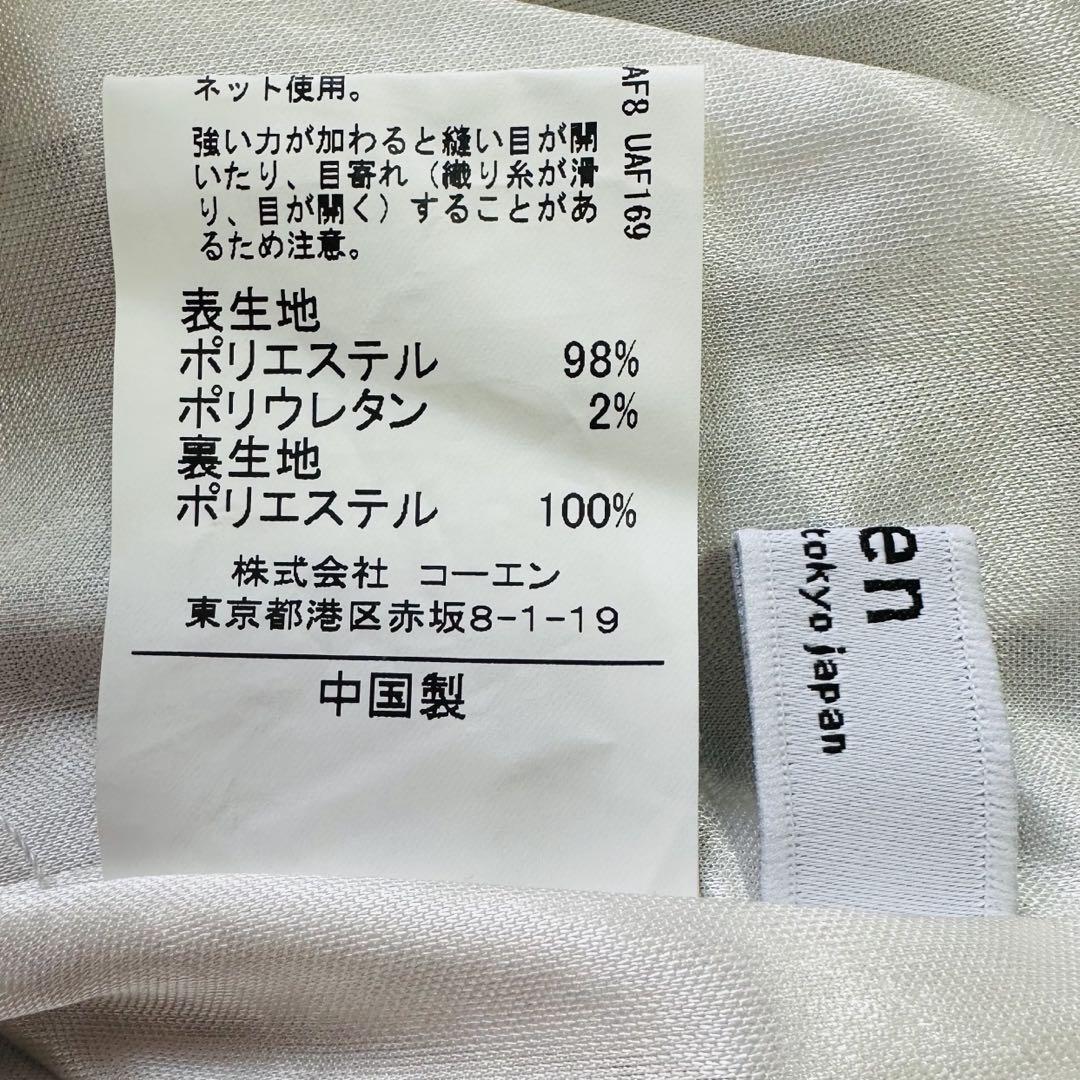 ネット使用。
強い力が加わると縫い目が開
いたり、目寄れ（織り糸が滑
り、目が開く）することがあ
るため注意。
表生地
ポリエステル 98%
ポリウレタン 2%
裏生地
ポリエステル 100%
株式会社 コーエン
東京都港区赤坂8-1-19
中国製
AF8 UAF169
en
tokyo japan